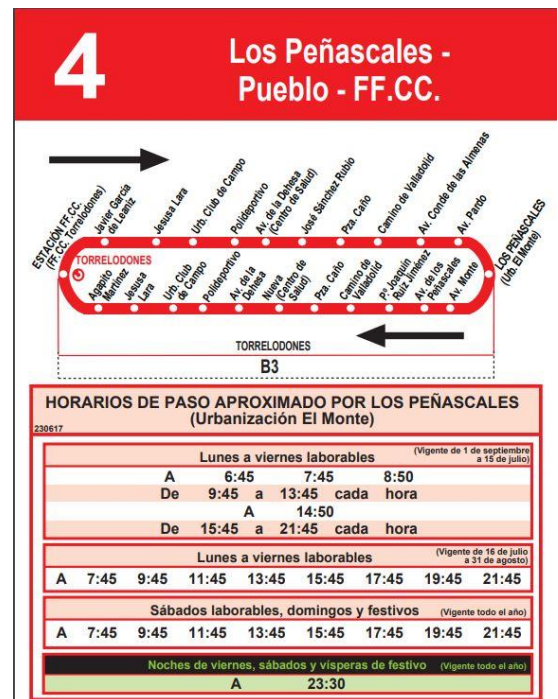 4
Los Peñascales -
Pueblo - FF.CC.
ESTACIÓN FF.CC.
(FF.CC. Torrelodones)
Javier García
de Leaniz
Jesusa Lara
Urb. Club de Campo
Polideportivo
Av. de la Dehesa
(Centro de Salud)
José Sánchez Rubio
Pza. Caño
Camino de Valladolid
Av. Conde de las Almenas
Av. Pardo
LOS PEÑASCALES
(Urb. El Monte)
TORRELODONES
Agapito
Martínez
Jesusa
Lara
Urb. Club
de Campo
Polideportivo
Av. de la
Dehesa
Nueva
(Centro de
Salud)
Pza. Caño
Camino de
Valladolid
Pº Joaquín
Ruiz Jiménez
Av. de los
Peñascales
Av. Monte
TORRELODONES
B3
HORARIOS DE PASO APROXIMADO POR LOS PEÑASCALES
(Urbanización El Monte)
230617
Lunes a viernes laborables (Vigente de 1 de septiembre
a 15 de julio)
A 6:45 7:45 8:50
De 9:45 a 13:45 cada hora
A 14:50
De 15:45 a 21:45 cada hora
Lunes a viernes laborables (Vigente de 16 de julio
a 31 de agosto)
A 7:45 9:45 11:45 13:45 15:45 17:45 19:45 21:45
Sábados laborables, domingos y festivos (Vigente todo el año)
A 7:45 9:45 11:45 13:45 15:45 17:45 19:45 21:45
Noches de viernes, sábados y vísperas de festivo (Vigente todo el año)
A 23:30